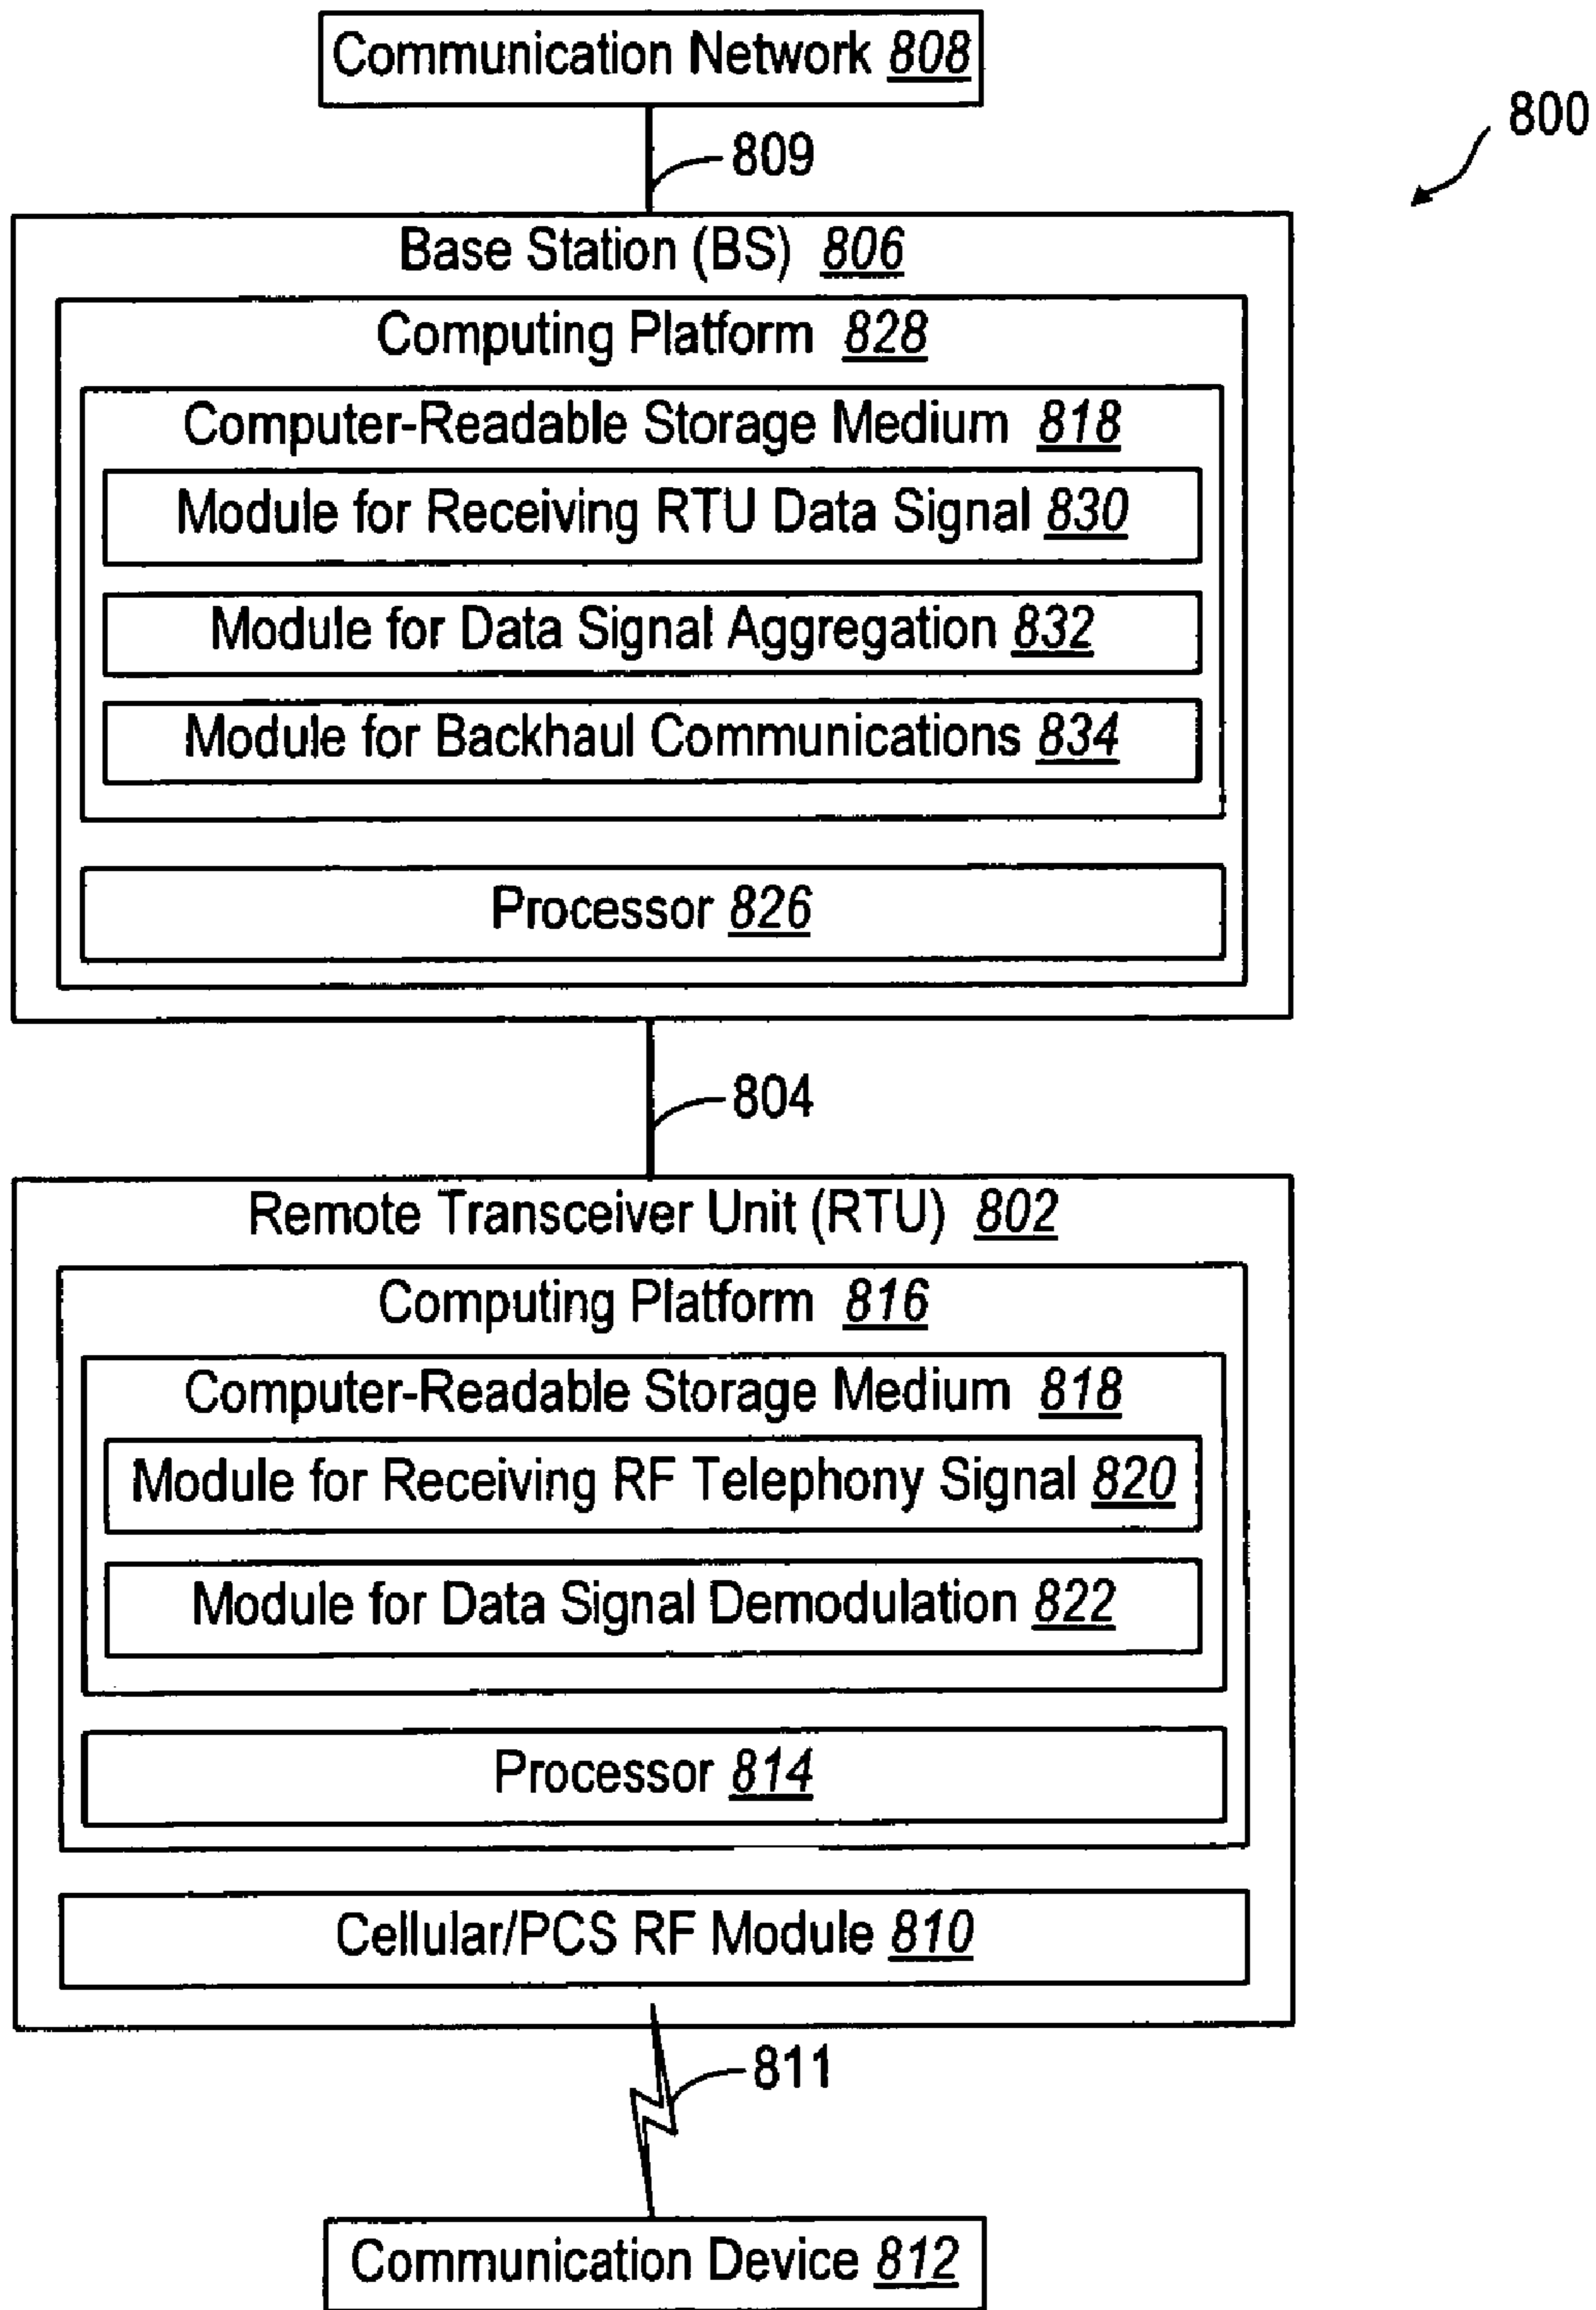 Communication Network 808
800
809
Base Station (BS) 806
Computing Platform 828
Computer-Readable Storage Medium 818
Module for Receiving RTU Data Signal 830
Module for Data Signal Aggregation 832
Module for Backhaul Communications 834
Processor 826
804
Remote Transceiver Unit (RTU) 802
Computing Platform 816
Computer-Readable Storage Medium 818
Module for Receiving RF Telephony Signal 820
Module for Data Signal Demodulation 822
Processor 814
Cellular/PCS RF Module 810
811
Communication Device 812